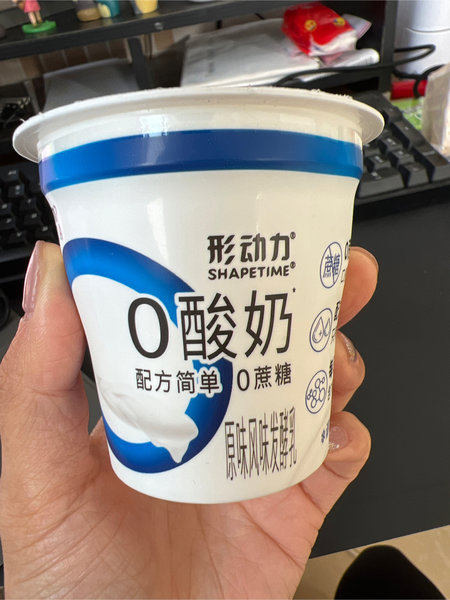 形动力®
SHAPETIME®
0酸奶*
配方简单 0蔗糖
原味风味发酵乳
蔗糖